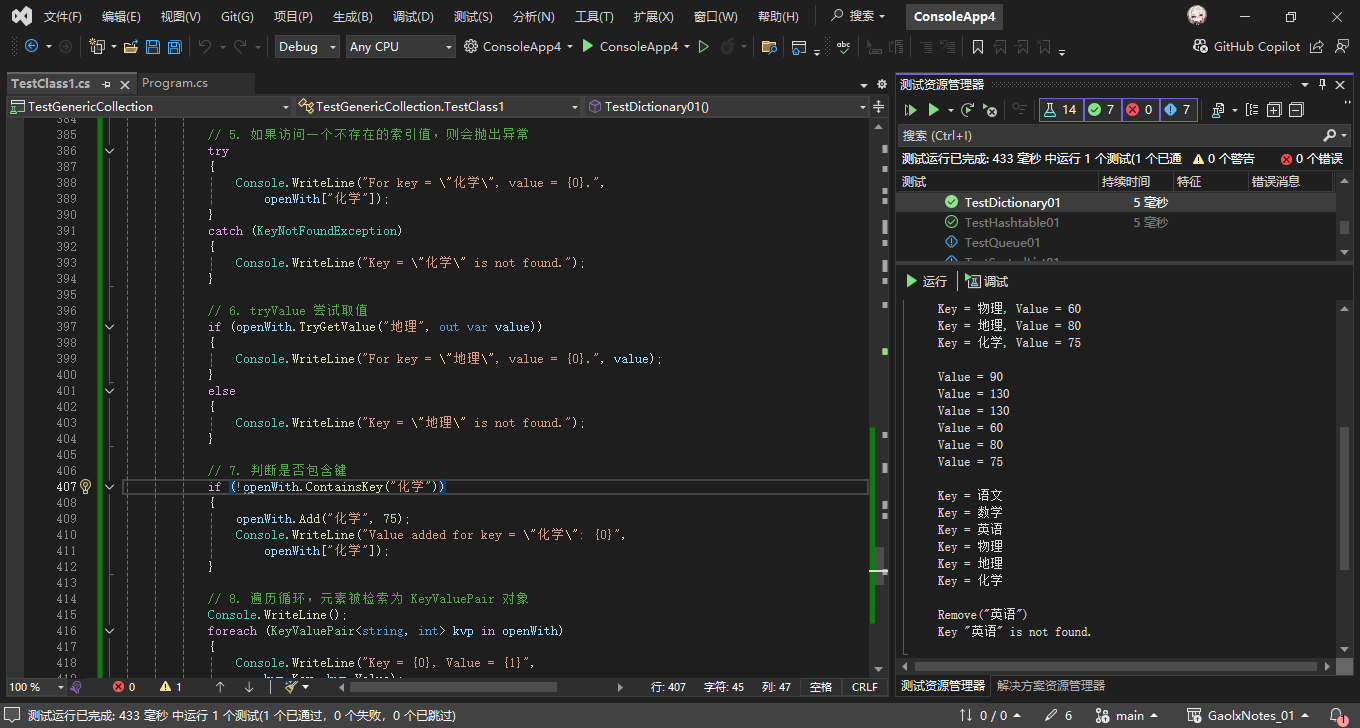 文件(F) 编辑(E) 视图(V) Git(G) 项目(P) 生成(B) 调试(D) 测试(S) 分析(N) 工具(T) 扩展(X) 窗口(W) 帮助(H) 搜索 ConsoleApp4
Debug Any CPU ConsoleApp4 ConsoleApp4 GitHub Copilot
TestClass1.cs Program.cs
TestGenericCollection TestGenericCollection.TestClass1 TestDictionary01()
384
385 // 5. 如果访问一个不存在的索引值，则会抛出异常
386 try
387 {
388 Console.WriteLine("For key = \"化学\", value = {0}.",
389 openWith["化学"]);
390 }
391 catch (KeyNotFoundException)
392 {
393 Console.WriteLine("Key = \"化学\" is not found.");
394 }
395
396 // 6. tryValue 尝试取值
397 if (openWith.TryGetValue("地理", out var value))
398 {
399 Console.WriteLine("For key = \"地理\", value = {0}.", value);
400 }
401 else
402 {
403 Console.WriteLine("Key = \"地理\" is not found.");
404 }
405
406 // 7. 判断是否包含键
407 if (!openWith.ContainsKey("化学"))
408 {
409 openWith.Add("化学", 75);
410 Console.WriteLine("Value added for key = \"化学\": {0}",
411 openWith["化学"]);
412 }
413
414 // 8. 遍历循环，元素被检索为 KeyValuePair 对象
415 Console.WriteLine();
416 foreach (KeyValuePair<string, int> kvp in openWith)
417 {
418 Console.WriteLine("Key = {0}, Value = {1}",
100 % 0 1 行: 407 字符: 45 列: 47 空格 CRLF
测试资源管理器
14 7 0 7
搜索 (Ctrl+I)
测试运行已完成: 433 毫秒 中运行 1 个测试(1 个已通 0 个警告 0 个错误
测试 持续时间 特征 错误消息
TestDictionary01 5 毫秒
TestHashtable01 5 毫秒
TestQueue01
TestSortedList01
运行 调试
Key = 物理, Value = 60
Key = 地理, Value = 80
Key = 化学, Value = 75
Value = 90
Value = 130
Value = 130
Value = 60
Value = 80
Value = 75
Key = 语文
Key = 数学
Key = 英语
Key = 物理
Key = 地理
Key = 化学
Remove("英语")
Key "英语" is not found.
测试资源管理器 解决方案资源管理器
测试运行已完成: 433 毫秒 中运行 1 个测试(1 个已通过，0 个失败，0 个已跳过) 0 / 0 6 main GaolxNotes_01 1